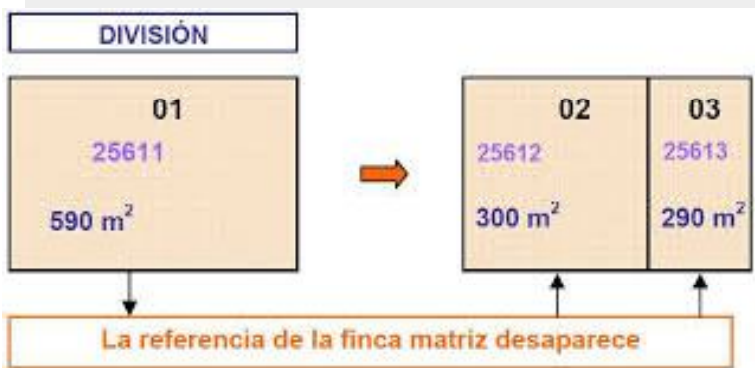 DIVISIÓN
01
25611
590 m²
02
25612
300 m²
03
25613
290 m²
La referencia de la finca matriz desaparece